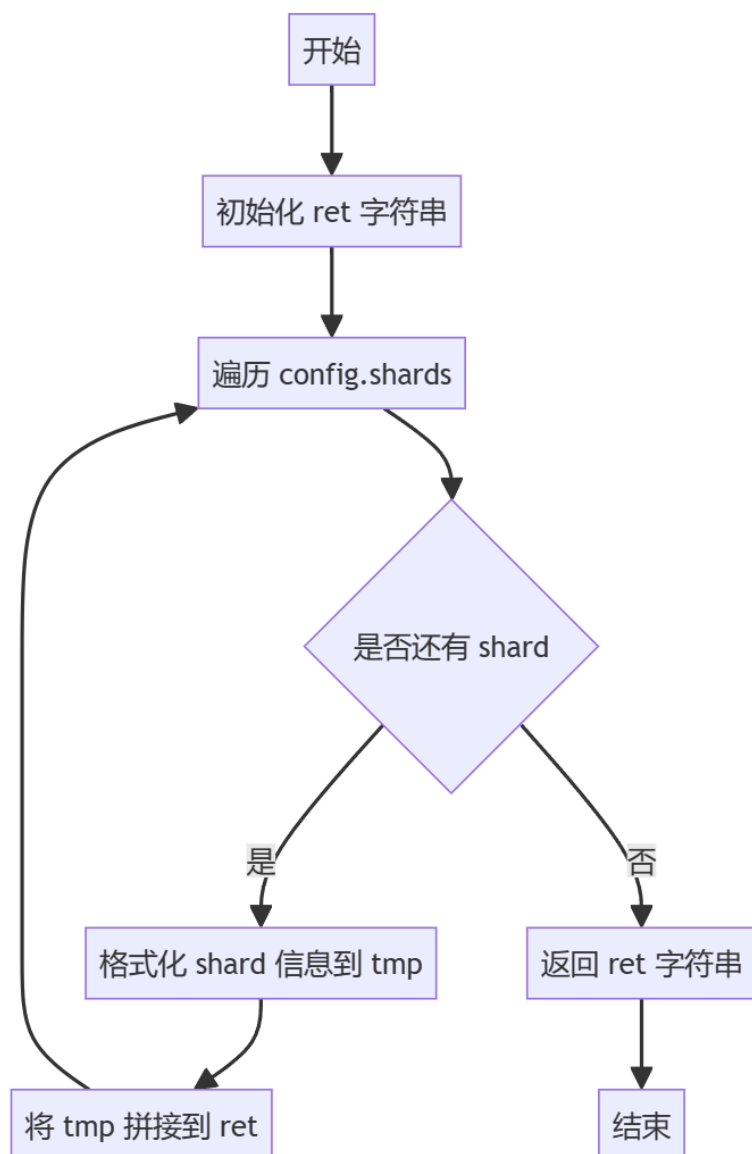 开始
初始化 ret 字符串
遍历 config.shards
是否还有 shard
是
否
格式化 shard 信息到 tmp
返回 ret 字符串
将 tmp 拼接到 ret
结束